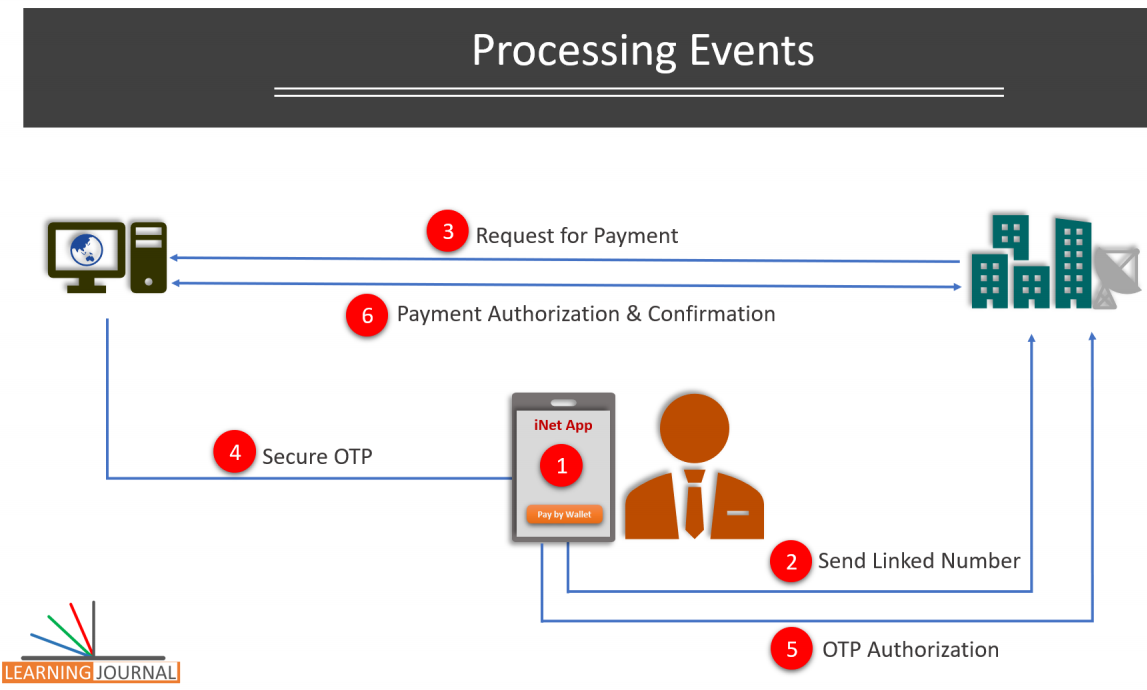 Processing Events
3
Request for Payment
6
Payment Authorization & Confirmation
iNet App
4
Secure OTP
1
Pay by Wallet
2
Send Linked Number
5
OTP Authorization
LEARNING JOURNAL